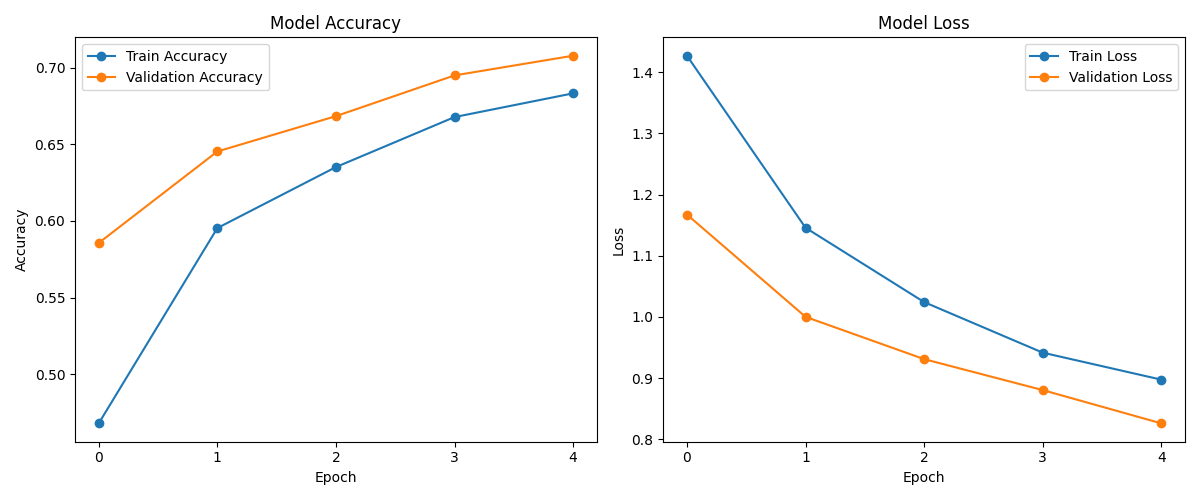 Model Accuracy
Train Accuracy
Validation Accuracy
Accuracy
0.70
0.65
0.60
0.55
0.50
0 1 2 3 4
Epoch
Model Loss
Train Loss
Validation Loss
Loss
1.4
1.3
1.2
1.1
1.0
0.9
0.8
0 1 2 3 4
Epoch